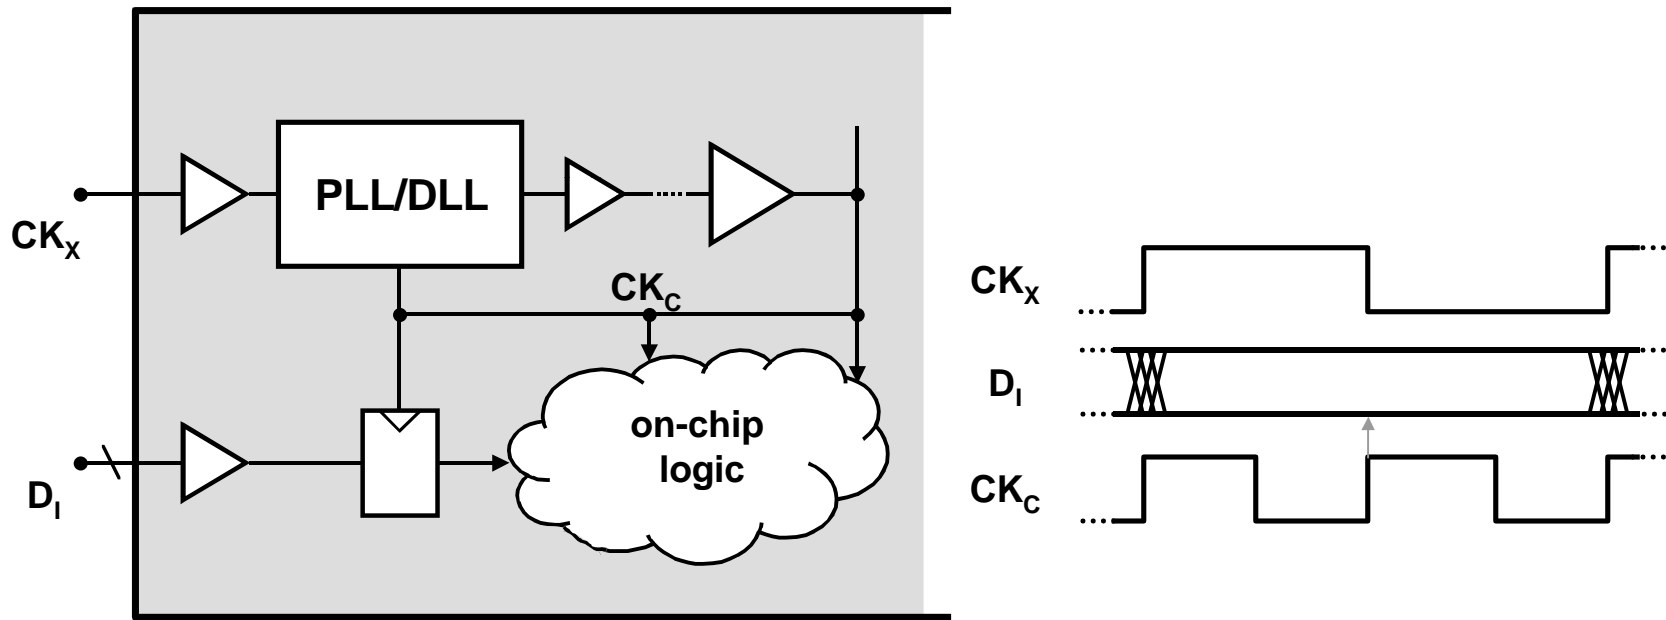 PLL/DLL
CKX
CKC
on-chip
logic
DI
CKX
DI
CKC